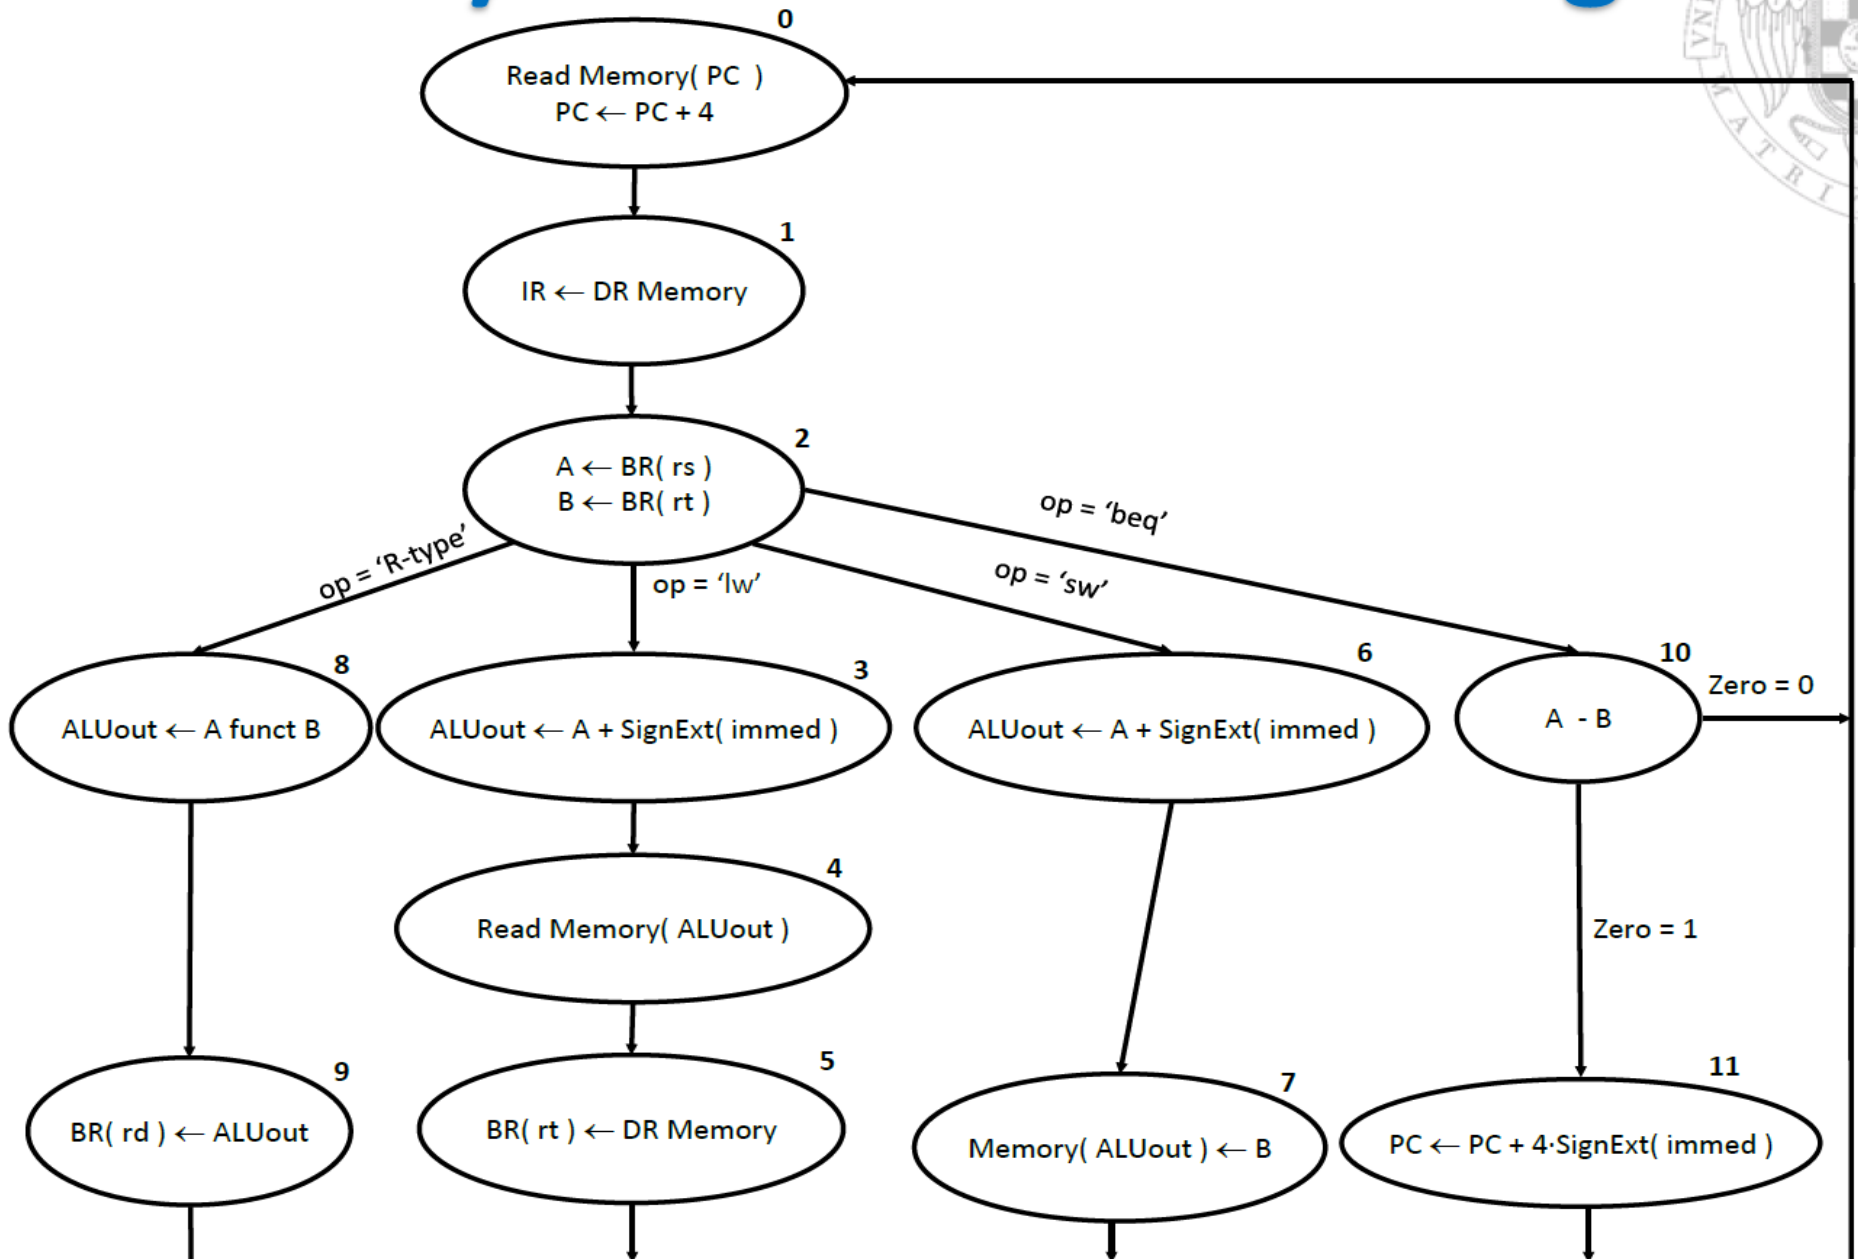 0
Read Memory( PC )
PC ← PC + 4
1
IR ← DR Memory
2
A ← BR( rs )
B ← BR( rt )
op = ‘R-type’
op = ‘lw’
op = ‘sw’
op = ‘beq’
8
ALUout ← A funct B
3
ALUout ← A + SignExt( immed )
6
ALUout ← A + SignExt( immed )
10
A - B
Zero = 0
4
Read Memory( ALUout )
Zero = 1
9
BR( rd ) ← ALUout
5
BR( rt ) ← DR Memory
7
Memory( ALUout ) ← B
11
PC ← PC + 4·SignExt( immed )